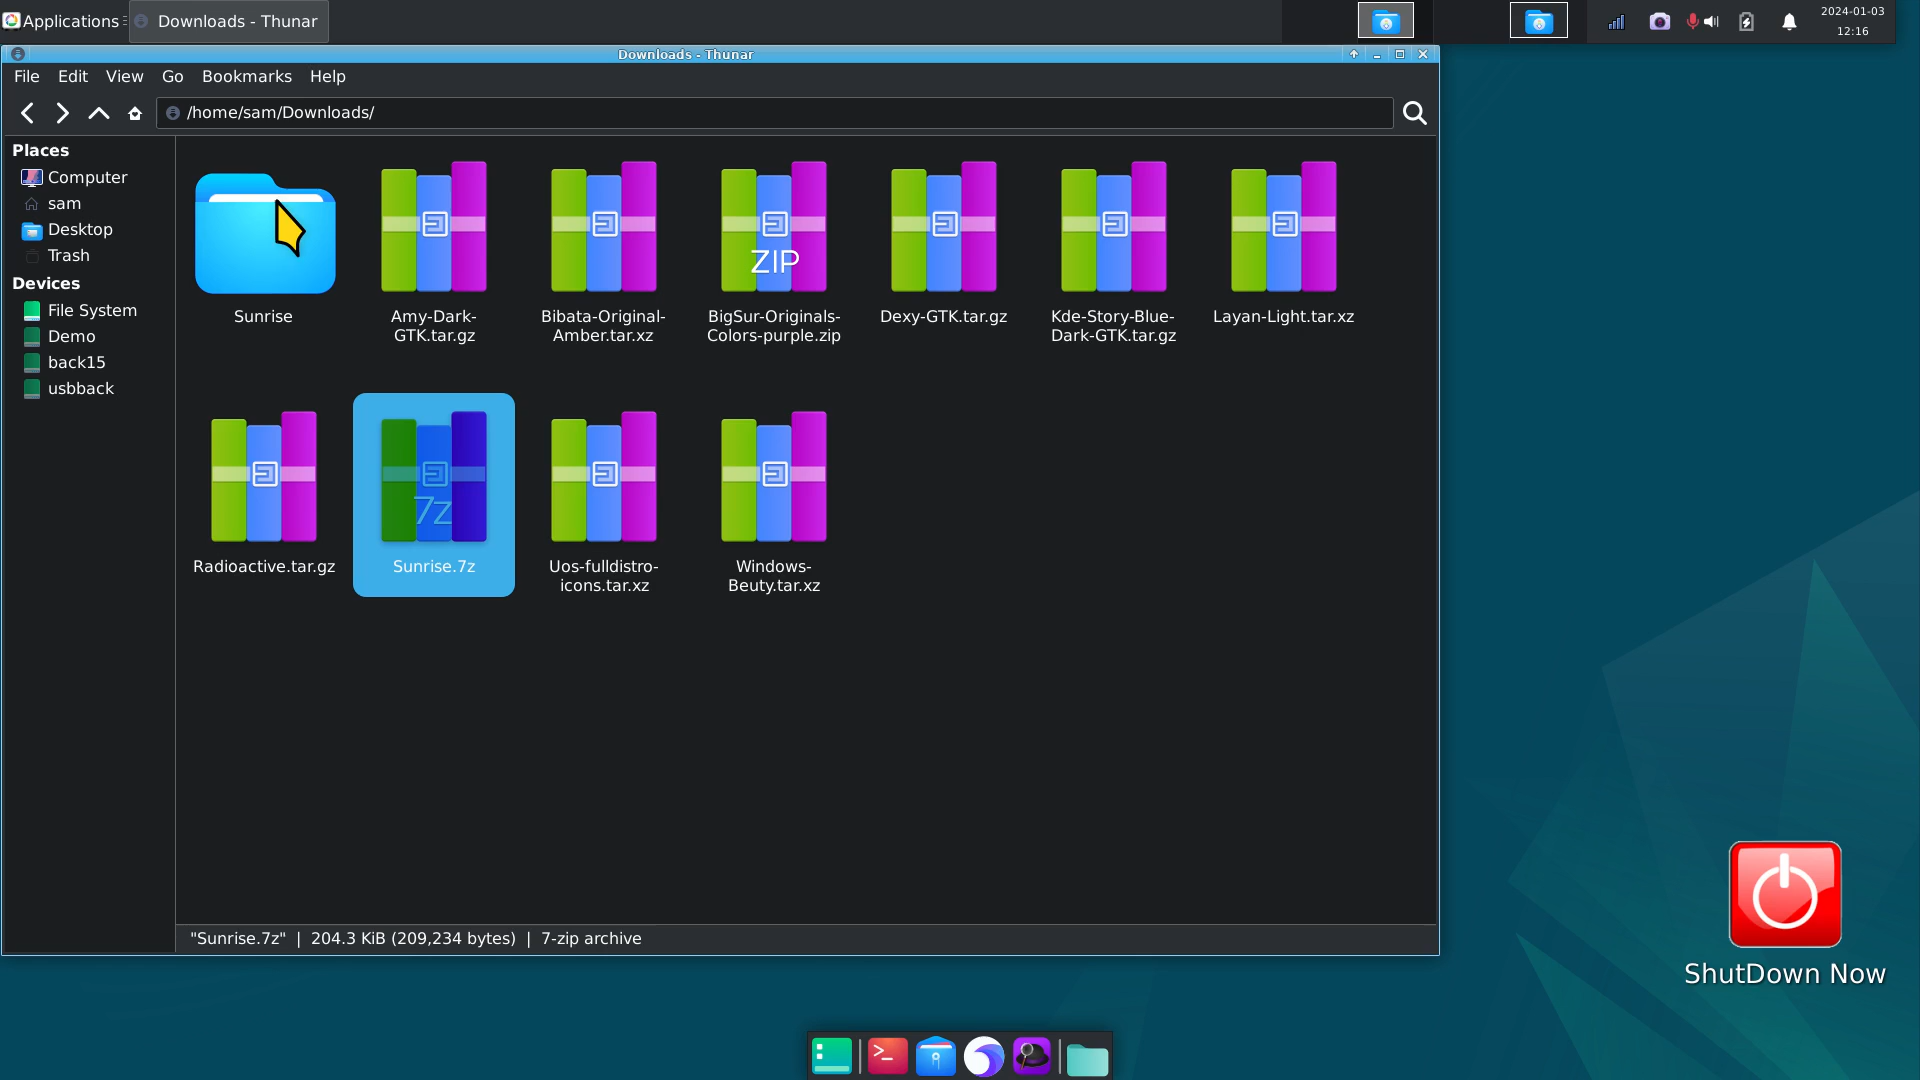 Applications
Downloads - Thunar
2024-01-03
12:16
Downloads - Thunar
File Edit View Go Bookmarks Help
/home/sam/Downloads/
Places
Computer
sam
Desktop
Trash
Devices
File System
Demo
back15
usbback
ZIP
Sunrise
Amy-Dark-
GTK.tar.gz
Bibata-Original-
Amber.tar.xz
BigSur-Originals-
Colors-purple.zip
Dexy-GTK.tar.gz
Kde-Story-Blue-
Dark-GTK.tar.gz
Layan-Light.tar.xz
7z
Radioactive.tar.gz
Sunrise.7z
Uos-fulldistro-
icons.tar.xz
Windows-
Beuty.tar.xz
"Sunrise.7z" | 204.3 KiB (209,234 bytes) | 7-zip archive
ShutDown Now